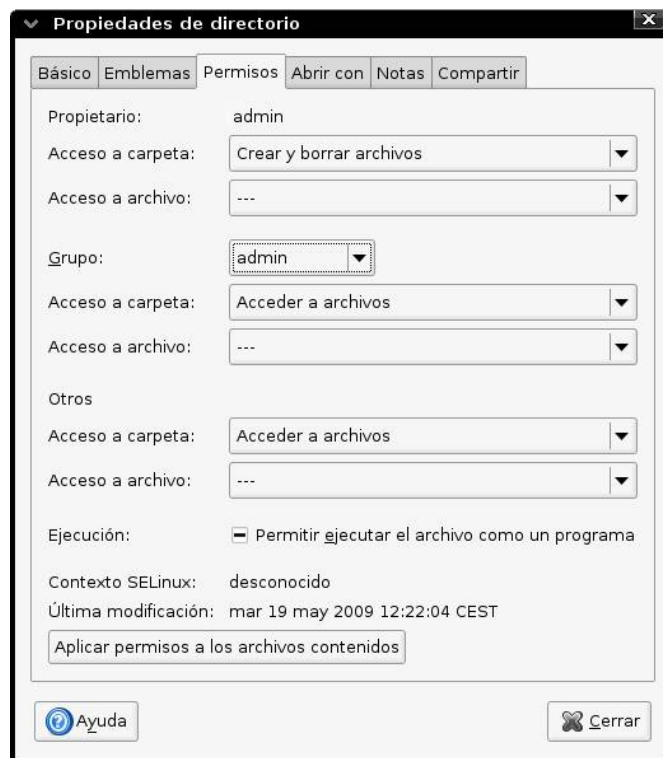 Propiedades de directorio
Básico Emblemas Permisos Abrir con Notas Compartir
Propietario: admin
Acceso a carpeta: Crear y borrar archivos
Acceso a archivo: ---
Grupo: admin
Acceso a carpeta: Acceder a archivos
Acceso a archivo: ---
Otros
Acceso a carpeta: Acceder a archivos
Acceso a archivo: ---
Ejecución: Permitir ejecutar el archivo como un programa
Contexto SELinux: desconocido
Última modificación: mar 19 may 2009 12:22:04 CEST
Aplicar permisos a los archivos contenidos
Ayuda Cerrar